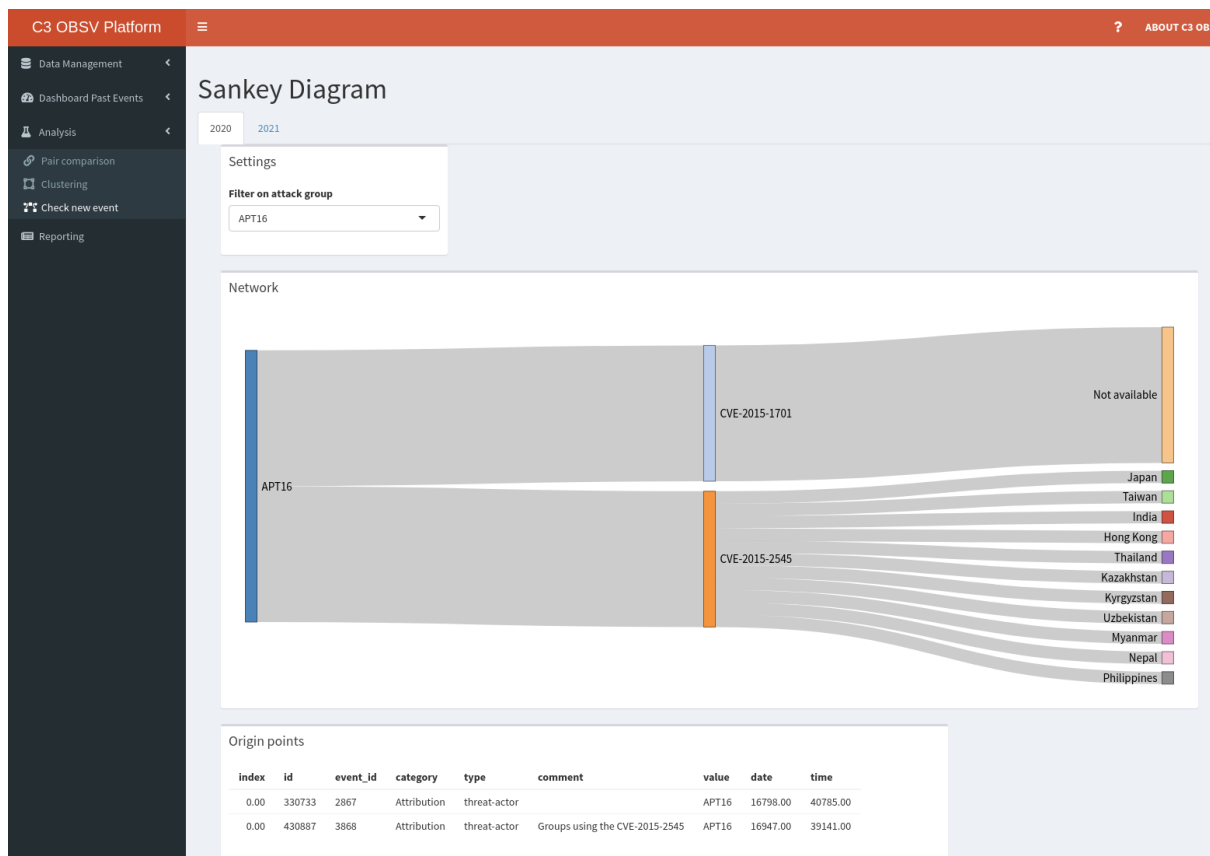 C3 OBSV Platform
? ABOUT C3 OB
Data Management
Dashboard Past Events
Analysis
Pair comparison
Clustering
Check new event
Reporting
Sankey Diagram
2020 2021
Settings
Filter on attack group
APT16
Network
APT16
CVE-2015-1701
CVE-2015-2545
Not available
Japan
Taiwan
India
Hong Kong
Thailand
Kazakhstan
Kyrgyzstan
Uzbekistan
Myanmar
Nepal
Philippines
Origin points
index id event_id category type comment value date time
0.00 330733 2867 Attribution threat-actor APT16 16798.00 40785.00
0.00 430887 3868 Attribution threat-actor Groups using the CVE-2015-2545 APT16 16947.00 39141.00